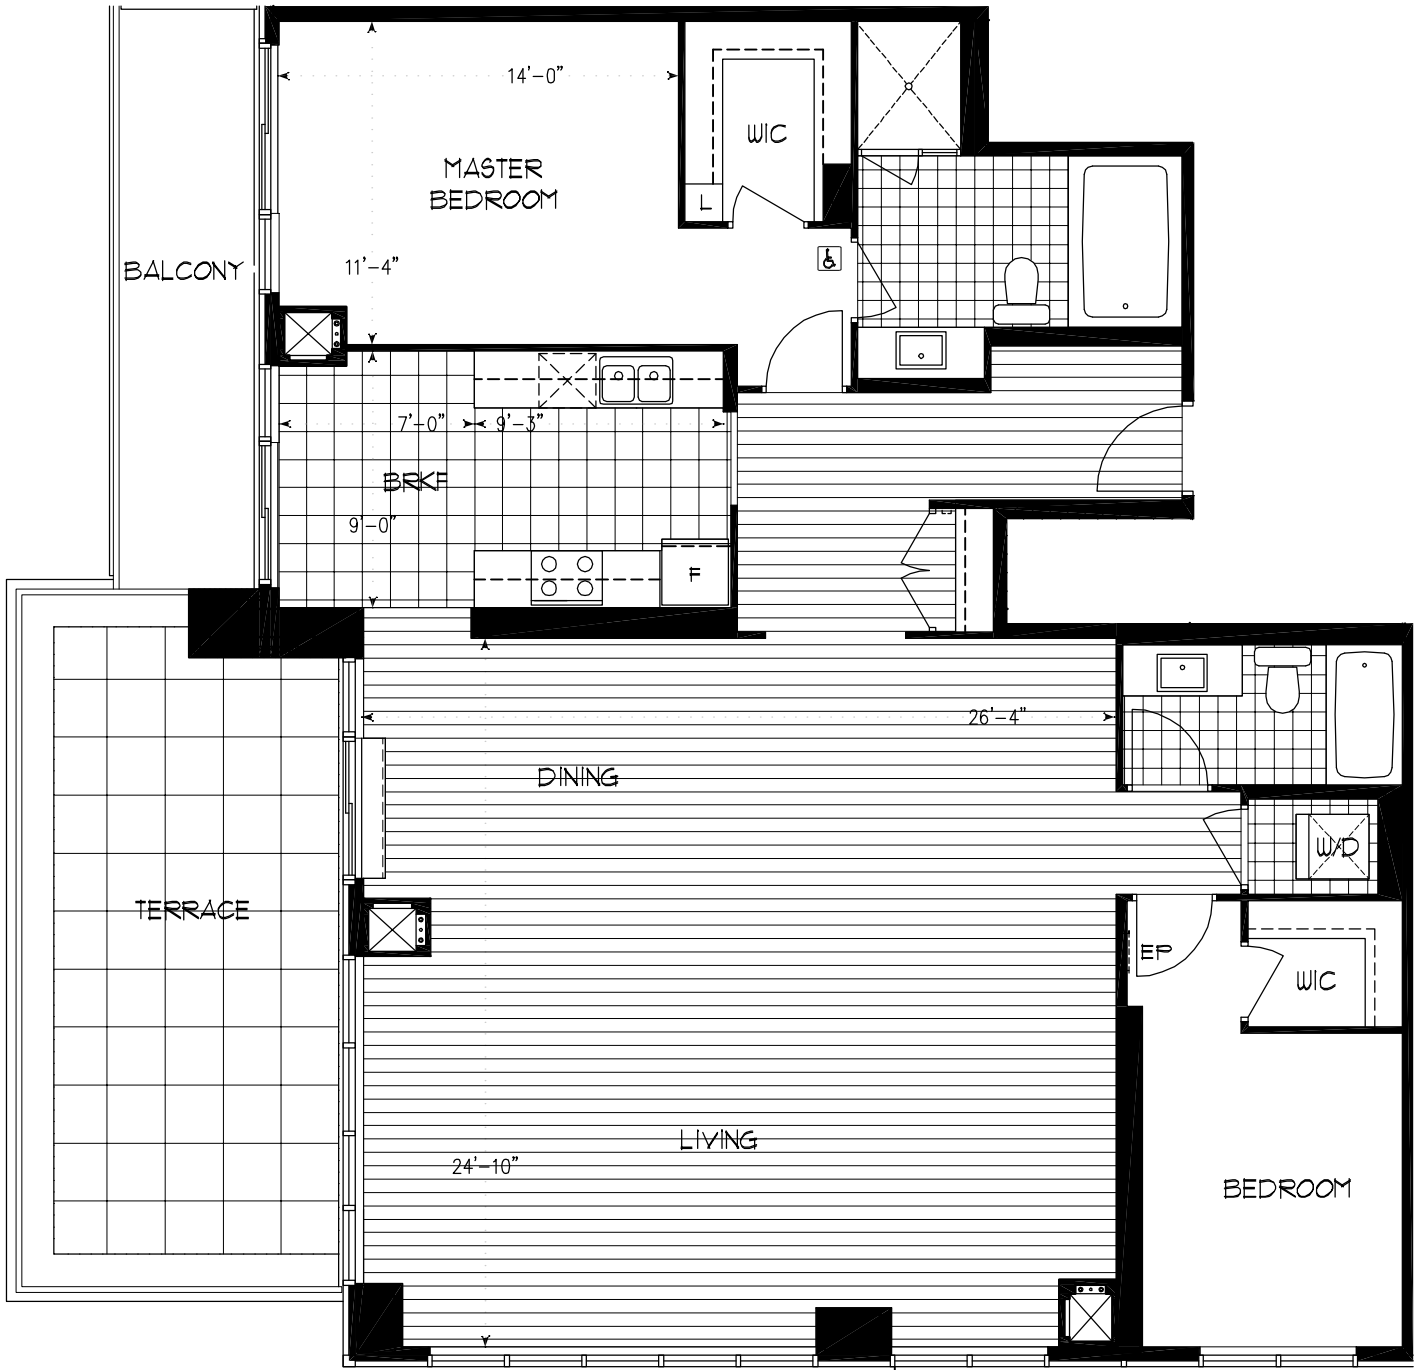 14'-0"
WIC
MASTER
BEDROOM
L
BALCONY
11'-4"
7'-0" 9'-3"
BRKF
9'-0"
F
26'-4"
DINING
W/D
TERRACE
EP
WIC
LIVING
24'-10"
BEDROOM